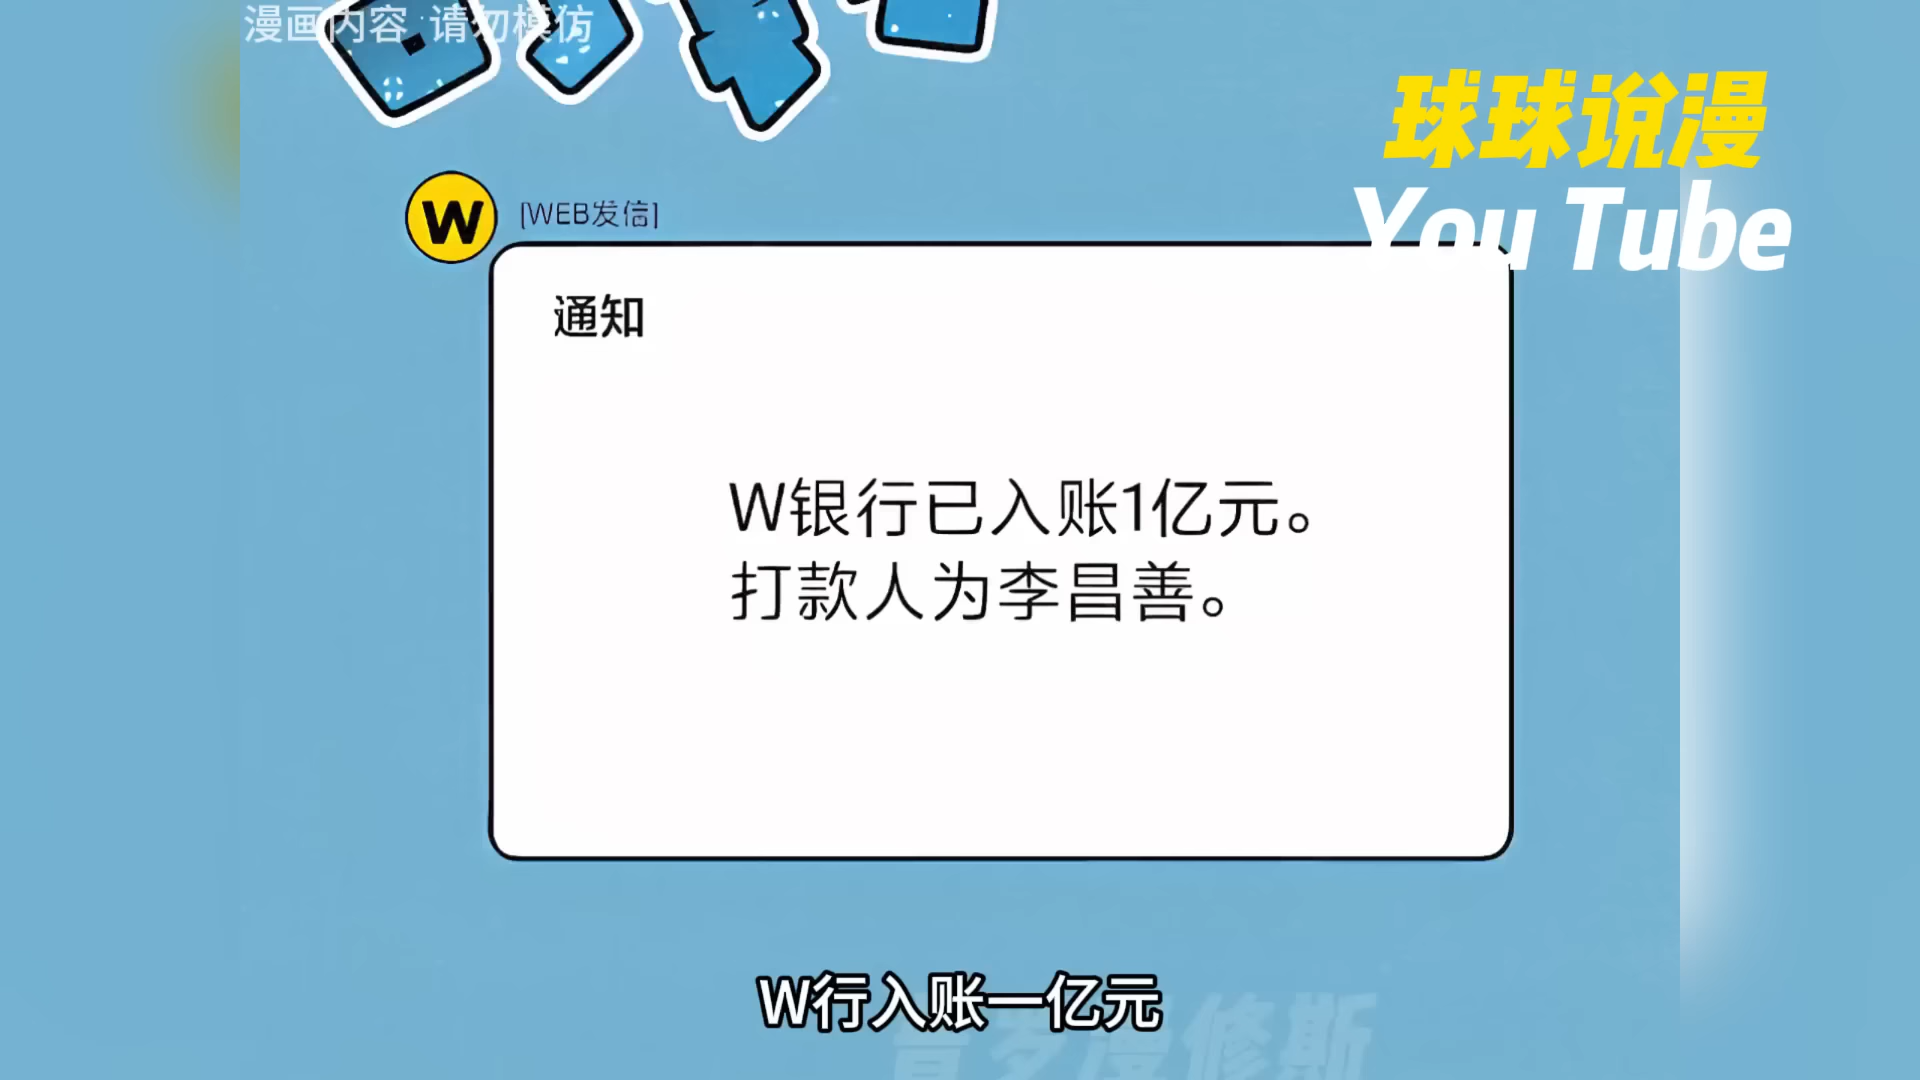 漫画内容 请勿模仿
球球说漫
You Tube
W
[WEB发信]
通知
W银行已入账1亿元。
打款人为李昌善。
W行入账一亿元